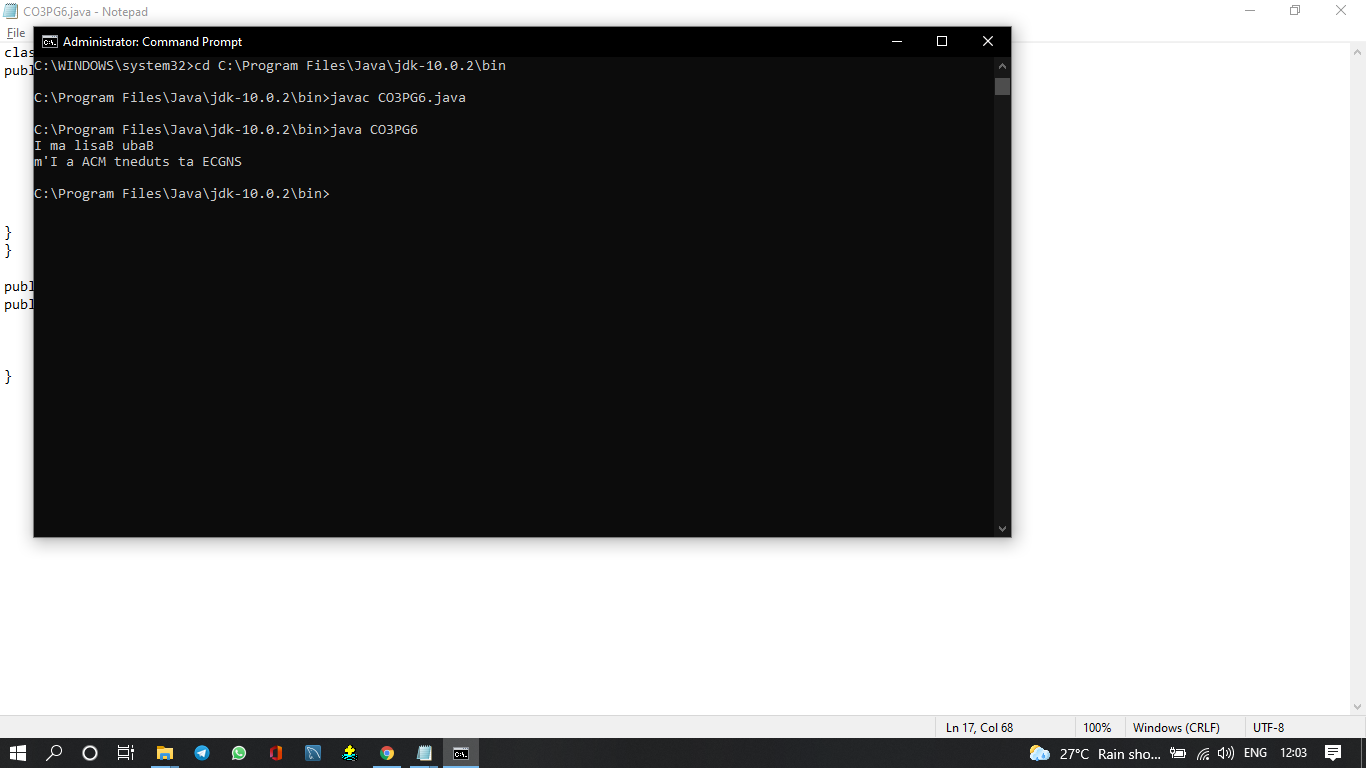 CO3PG6.java - Notepad
File
Administrator: Command Prompt
clas
publ
C:\WINDOWS\system32>cd C:\Program Files\Java\jdk-10.0.2\bin
C:\Program Files\Java\jdk-10.0.2\bin>javac CO3PG6.java
C:\Program Files\Java\jdk-10.0.2\bin>java CO3PG6
I ma lisaB ubaB
m'I a ACM tneduts ta ECGNS
C:\Program Files\Java\jdk-10.0.2\bin>
}
}
publ
publ
}
Ln 17, Col 68 100% Windows (CRLF) UTF-8
27°C Rain sho... ENG 12:03